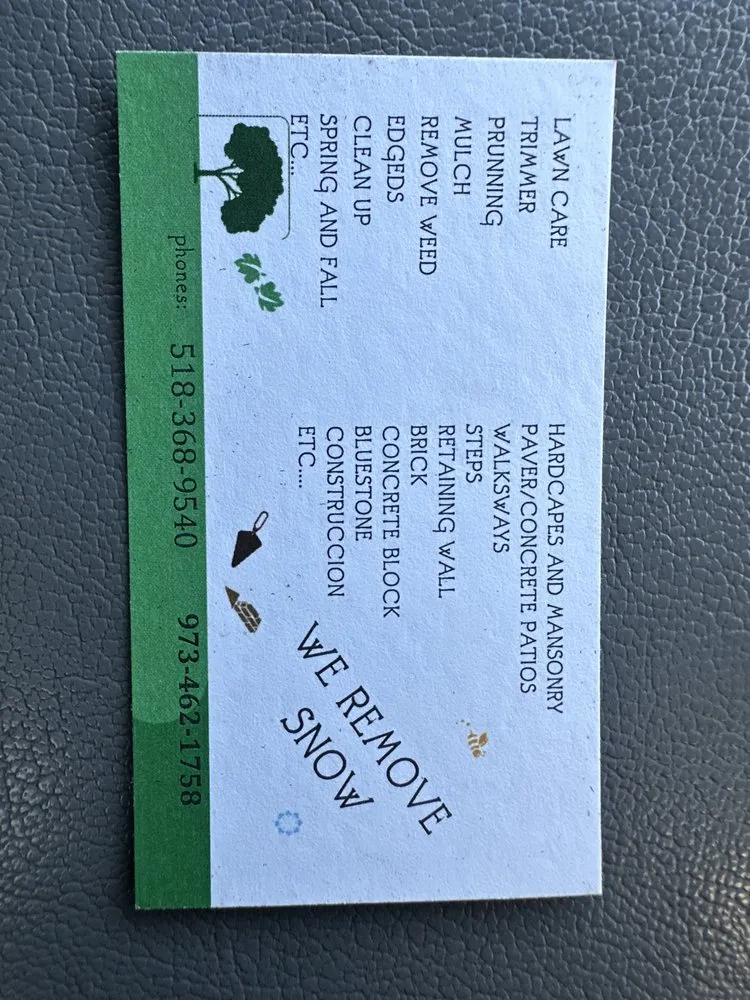 LAWN CARE
TRIMMER
PRUNNING
MULCH
REMOVE WEED
EDGEDS
CLEAN UP
SPRING AND FALL
ETC...
HARDCAPES AND MANSONRY
PAVER/CONCRETE PATIOS
WALKSWAYS
STEPS
RETAINING WALL
BRICK
CONCRETE BLOCK
BLUESTONE
CONSTRUCCION
ETC....
WE REMOVE
SNOW
phones: 518-368-9540 973-462-1758